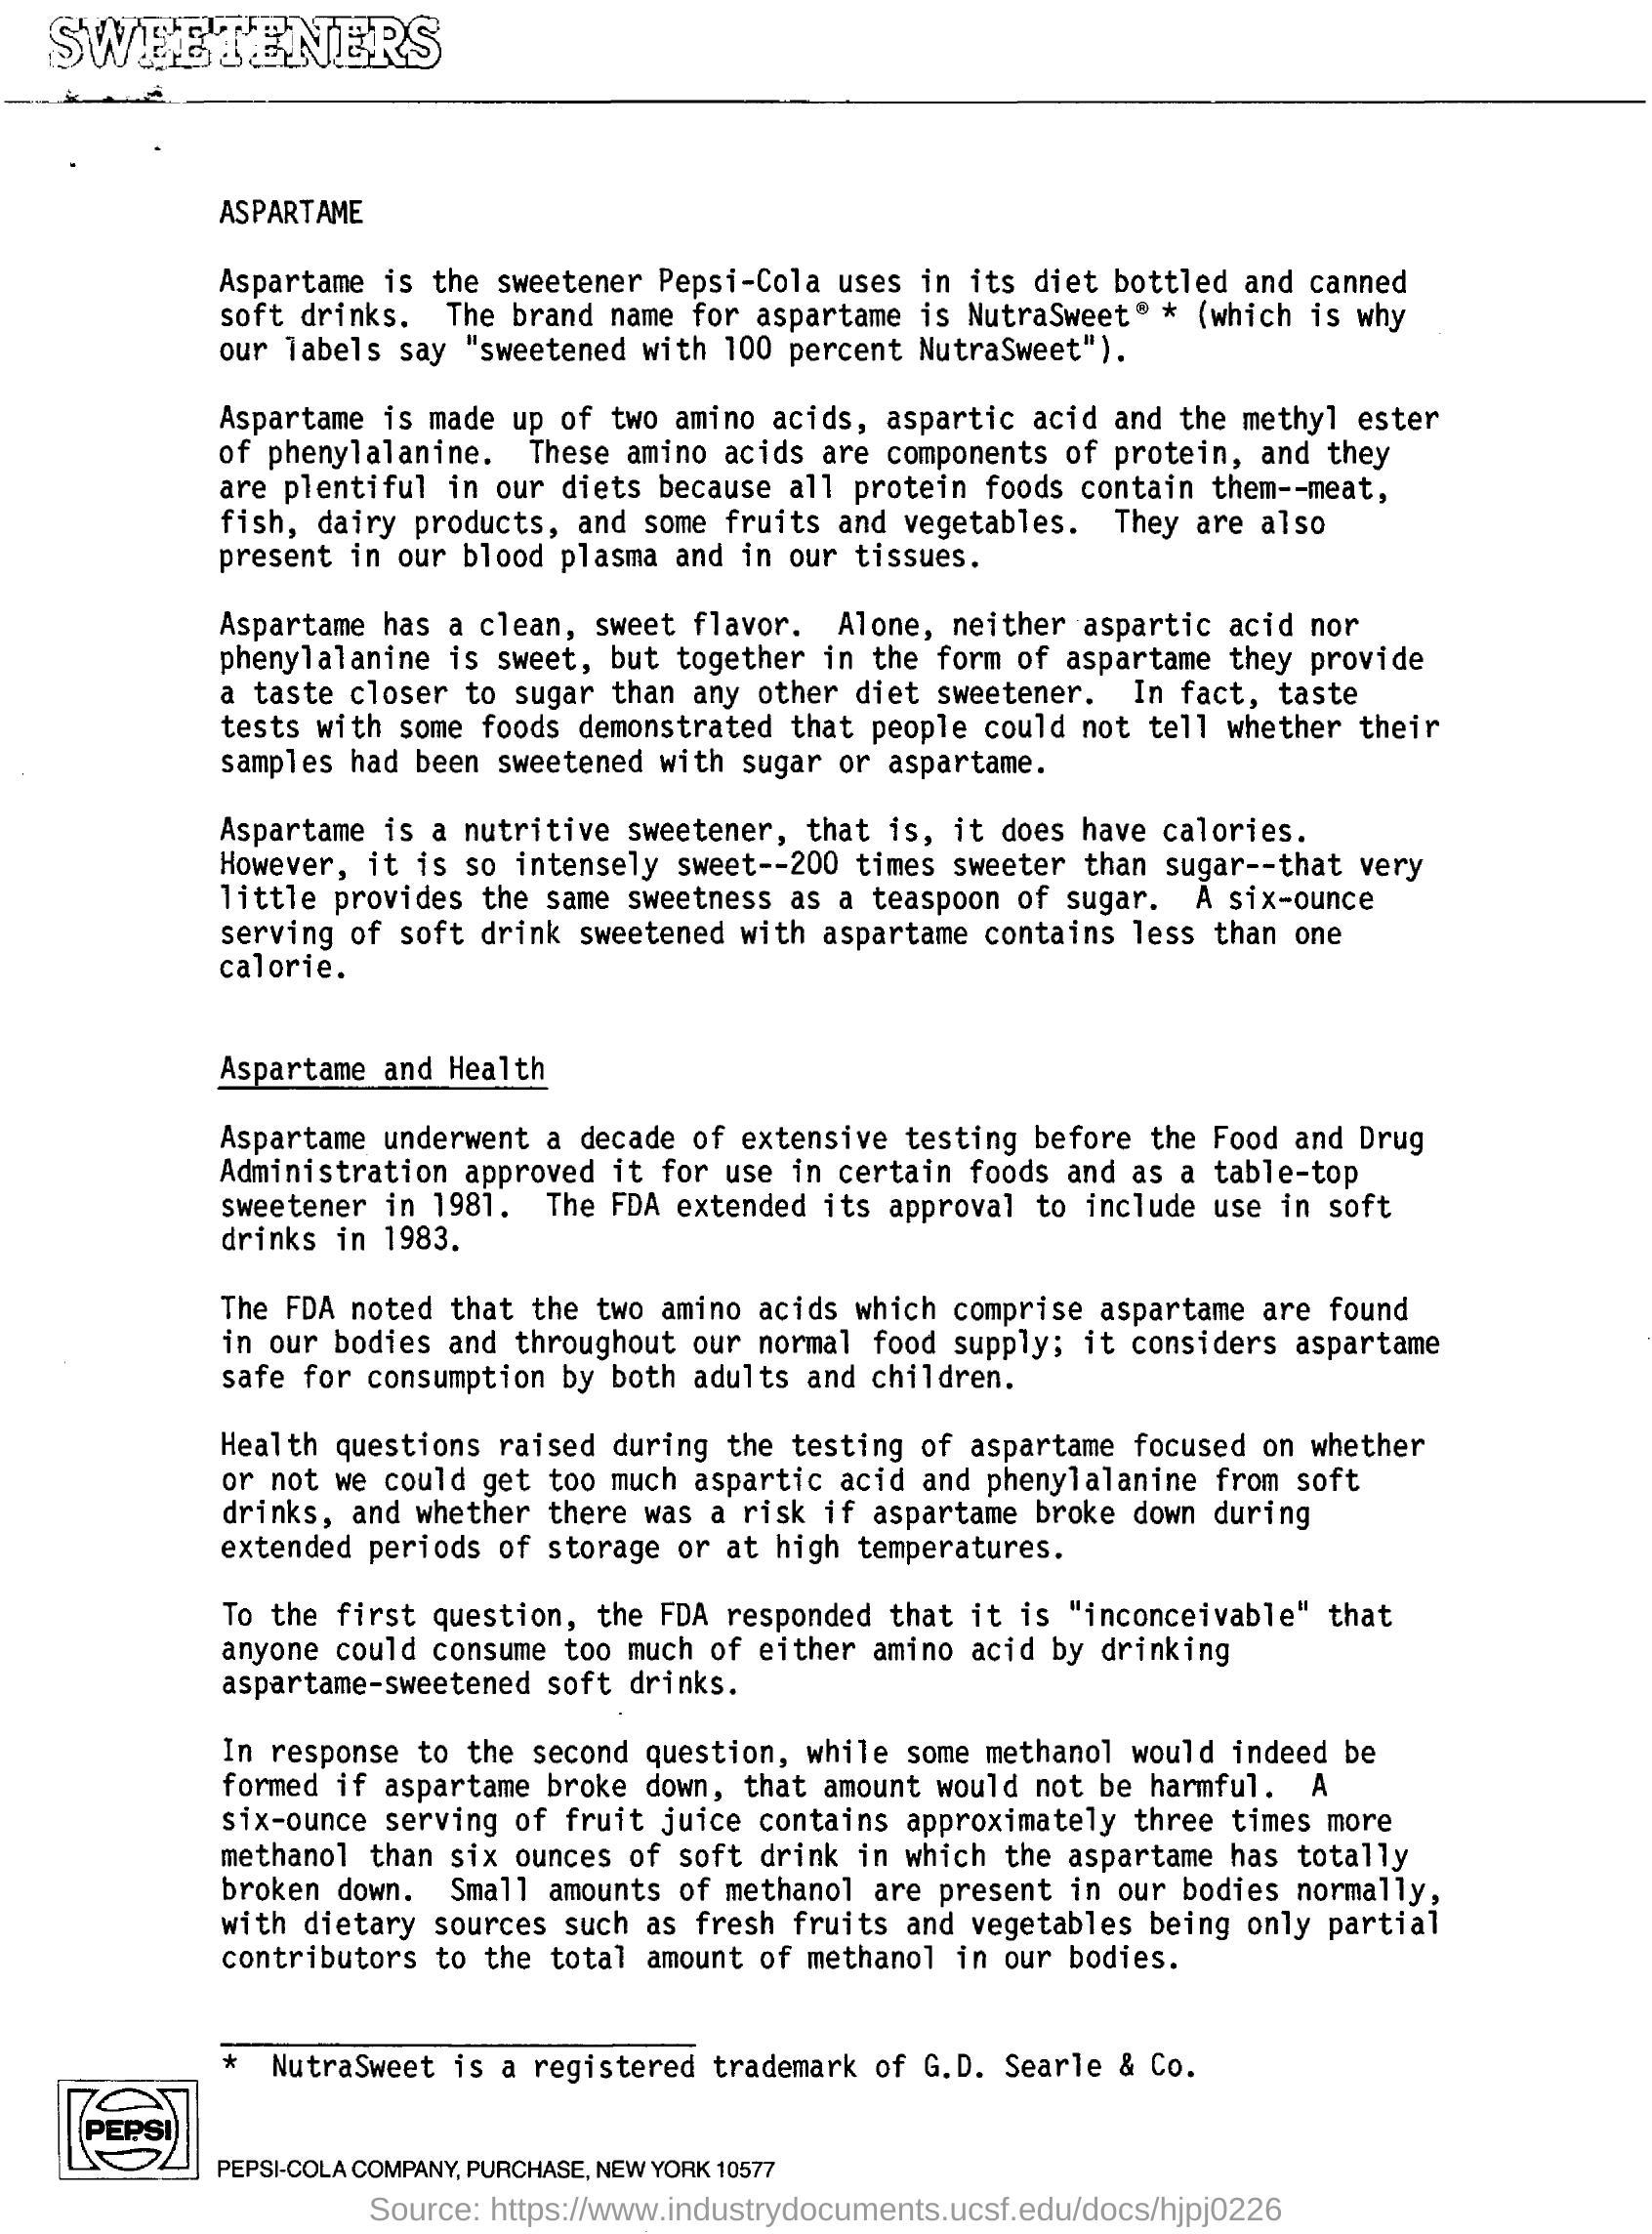 SWEETENERS
ASPARTAME
Aspartame is the sweetener Pepsi-Cola uses in its diet bottled and canned
soft drinks. The brand name for aspartame is NutraSweet® * (which is why
our labels say "sweetened with 100 percent NutraSweet").
Aspartame is made up of two amino acids, aspartic acid and the methyl ester
of phenylalanine. These amino acids are components of protein, and they
are plentiful in our diets because all protein foods contain them--meat,
fish, dairy products, and some fruits and vegetables. They are also
present in our blood plasma and in our tissues.
Aspartame has a clean, sweet flavor. Alone, neither aspartic acid nor
phenylalanine is sweet, but together in the form of aspartame they provide
a taste closer to sugar than any other diet sweetener. In fact, taste
tests with some foods demonstrated that people could not tell whether their
samples had been sweetened with sugar or aspartame.
Aspartame is a nutritive sweetener, that is, it does have calories.
However, it is so intensely sweet--200 times sweeter than sugar--that very
little provides the same sweetness as a teaspoon of sugar. A six-ounce
serving of soft drink sweetened with aspartame contains less than one
calorie.
Aspartame and Health
Aspartame underwent a decade of extensive testing before the Food and Drug
Administration approved it for use in certain foods and as a table-top
sweetener in 1981. The FDA extended its approval to include use in soft
drinks in 1983.
The FDA noted that the two amino acids which comprise aspartame are found
in our bodies and throughout our normal food supply; it considers aspartame
safe for consumption by both adults and children.
Health questions raised during the testing of aspartame focused on whether
or not we could get too much aspartic acid and phenylalanine from soft
drinks, and whether there was a risk if aspartame broke down during
extended periods of storage or at high temperatures.
To the first question, the FDA responded that it is "inconceivable" that
anyone could consume too much of either amino acid by drinking
aspartame-sweetened soft drinks.
In response to the second question, while some methanol would indeed be
formed if aspartame broke down, that amount would not be harmful. A
six-ounce serving of fruit juice contains approximately three times more
methanol than six ounces of soft drink in which the aspartame has totally
broken down. Small amounts of methanol are present in our bodies normally,
with dietary sources such as fresh fruits and vegetables being only partial
contributors to the total amount of methanol in our bodies.
* NutraSweet is a registered trademark of G.D. Searle & Co.
PEPSI
PEPSI-COLA COMPANY, PURCHASE, NEW YORK 10577
Source: https://www.industrydocuments.ucsf.edu/docs/hjpj0226